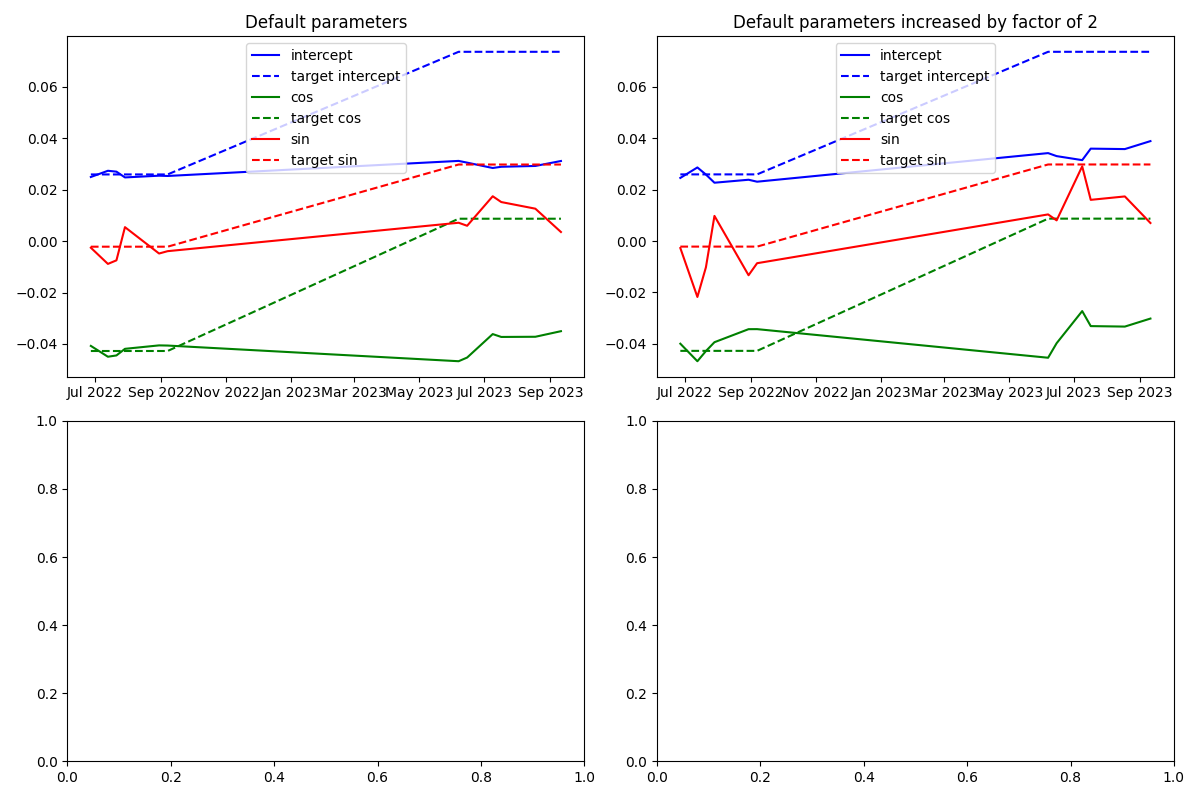 Default parameters
intercept
target intercept
cos
target cos
sin
target sin
0.06
0.04
0.02
0.00
−0.02
−0.04
Jul 2022 Sep 2022 Nov 2022 Jan 2023 Mar 2023 May 2023 Jul 2023 Sep 2023
Default parameters increased by factor of 2
intercept
target intercept
cos
target cos
sin
target sin
0.06
0.04
0.02
0.00
−0.02
−0.04
Jul 2022 Sep 2022 Nov 2022 Jan 2023 Mar 2023 May 2023 Jul 2023 Sep 2023
1.0
0.8
0.6
0.4
0.2
0.0
0.0 0.2 0.4 0.6 0.8 1.0
1.0
0.8
0.6
0.4
0.2
0.0
0.0 0.2 0.4 0.6 0.8 1.0